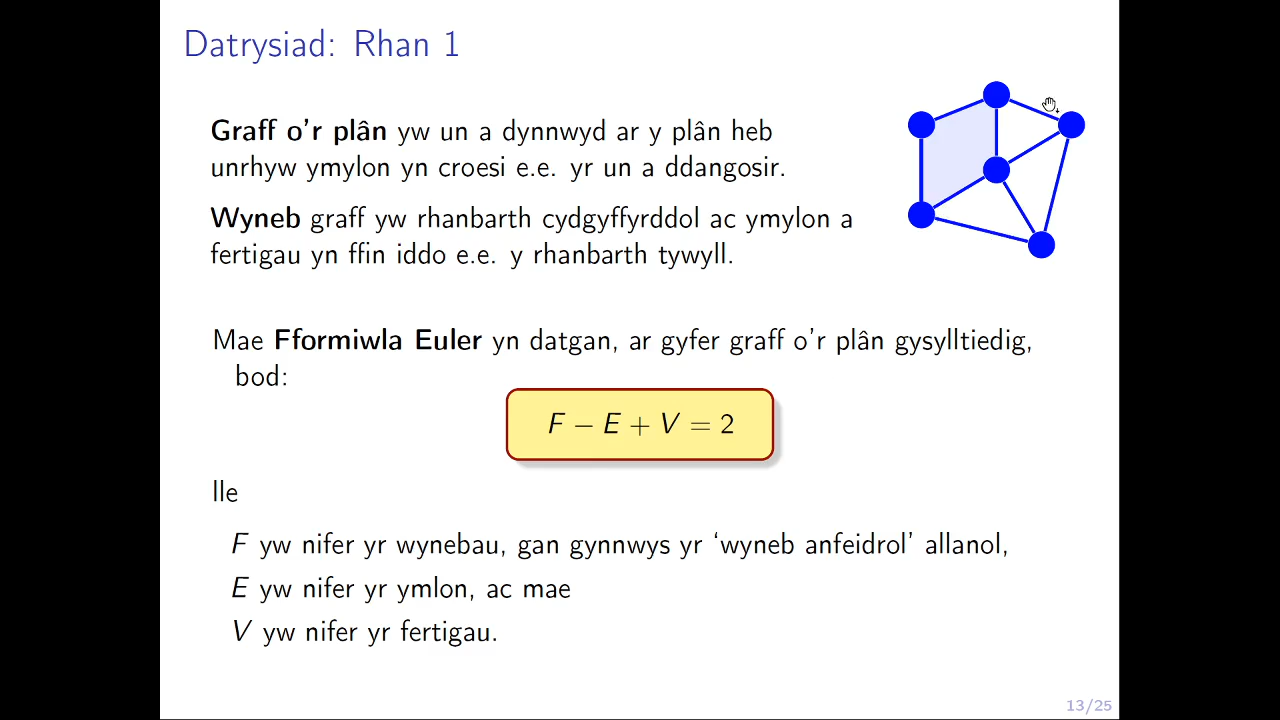 Datrysiad: Rhan 1
Graff o'r plân yw un a dynnwyd ar y plân heb
unrhyw ymylon yn croesi e.e. yr un a ddangosir.
Wyneb graff yw rhanbarth cydgyffyrddol ac ymylon a
fertigau yn ffin iddo e.e. y rhanbarth tywyll.
Mae Fformiwla Euler yn datgan, ar gyfer graff o'r plân gysylltiedig,
bod:
F − E + V = 2
lle
F yw nifer yr wynebau, gan gynnwys yr ‘wyneb anfeidrol’ allanol,
E yw nifer yr ymlon, ac mae
V yw nifer yr fertigau.
13/25